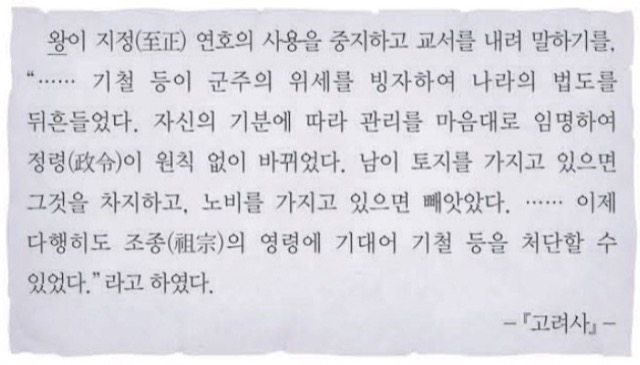 왕이 지정(至正) 연호의 사용을 중지하고 교서를 내려 말하기를,
“…… 기철 등이 군주의 위세를 빙자하여 나라의 법도를
뒤흔들었다. 자신의 기분에 따라 관리를 마음대로 임명하여
정령(政令)이 원칙 없이 바뀌었다. 남이 토지를 가지고 있으면
그것을 차지하고, 노비를 가지고 있으면 빼앗았다. …… 이제
다행히도 조종(祖宗)의 영령에 기대어 기철 등을 처단할 수
있었다.”라고 하였다.
－『고려사』－